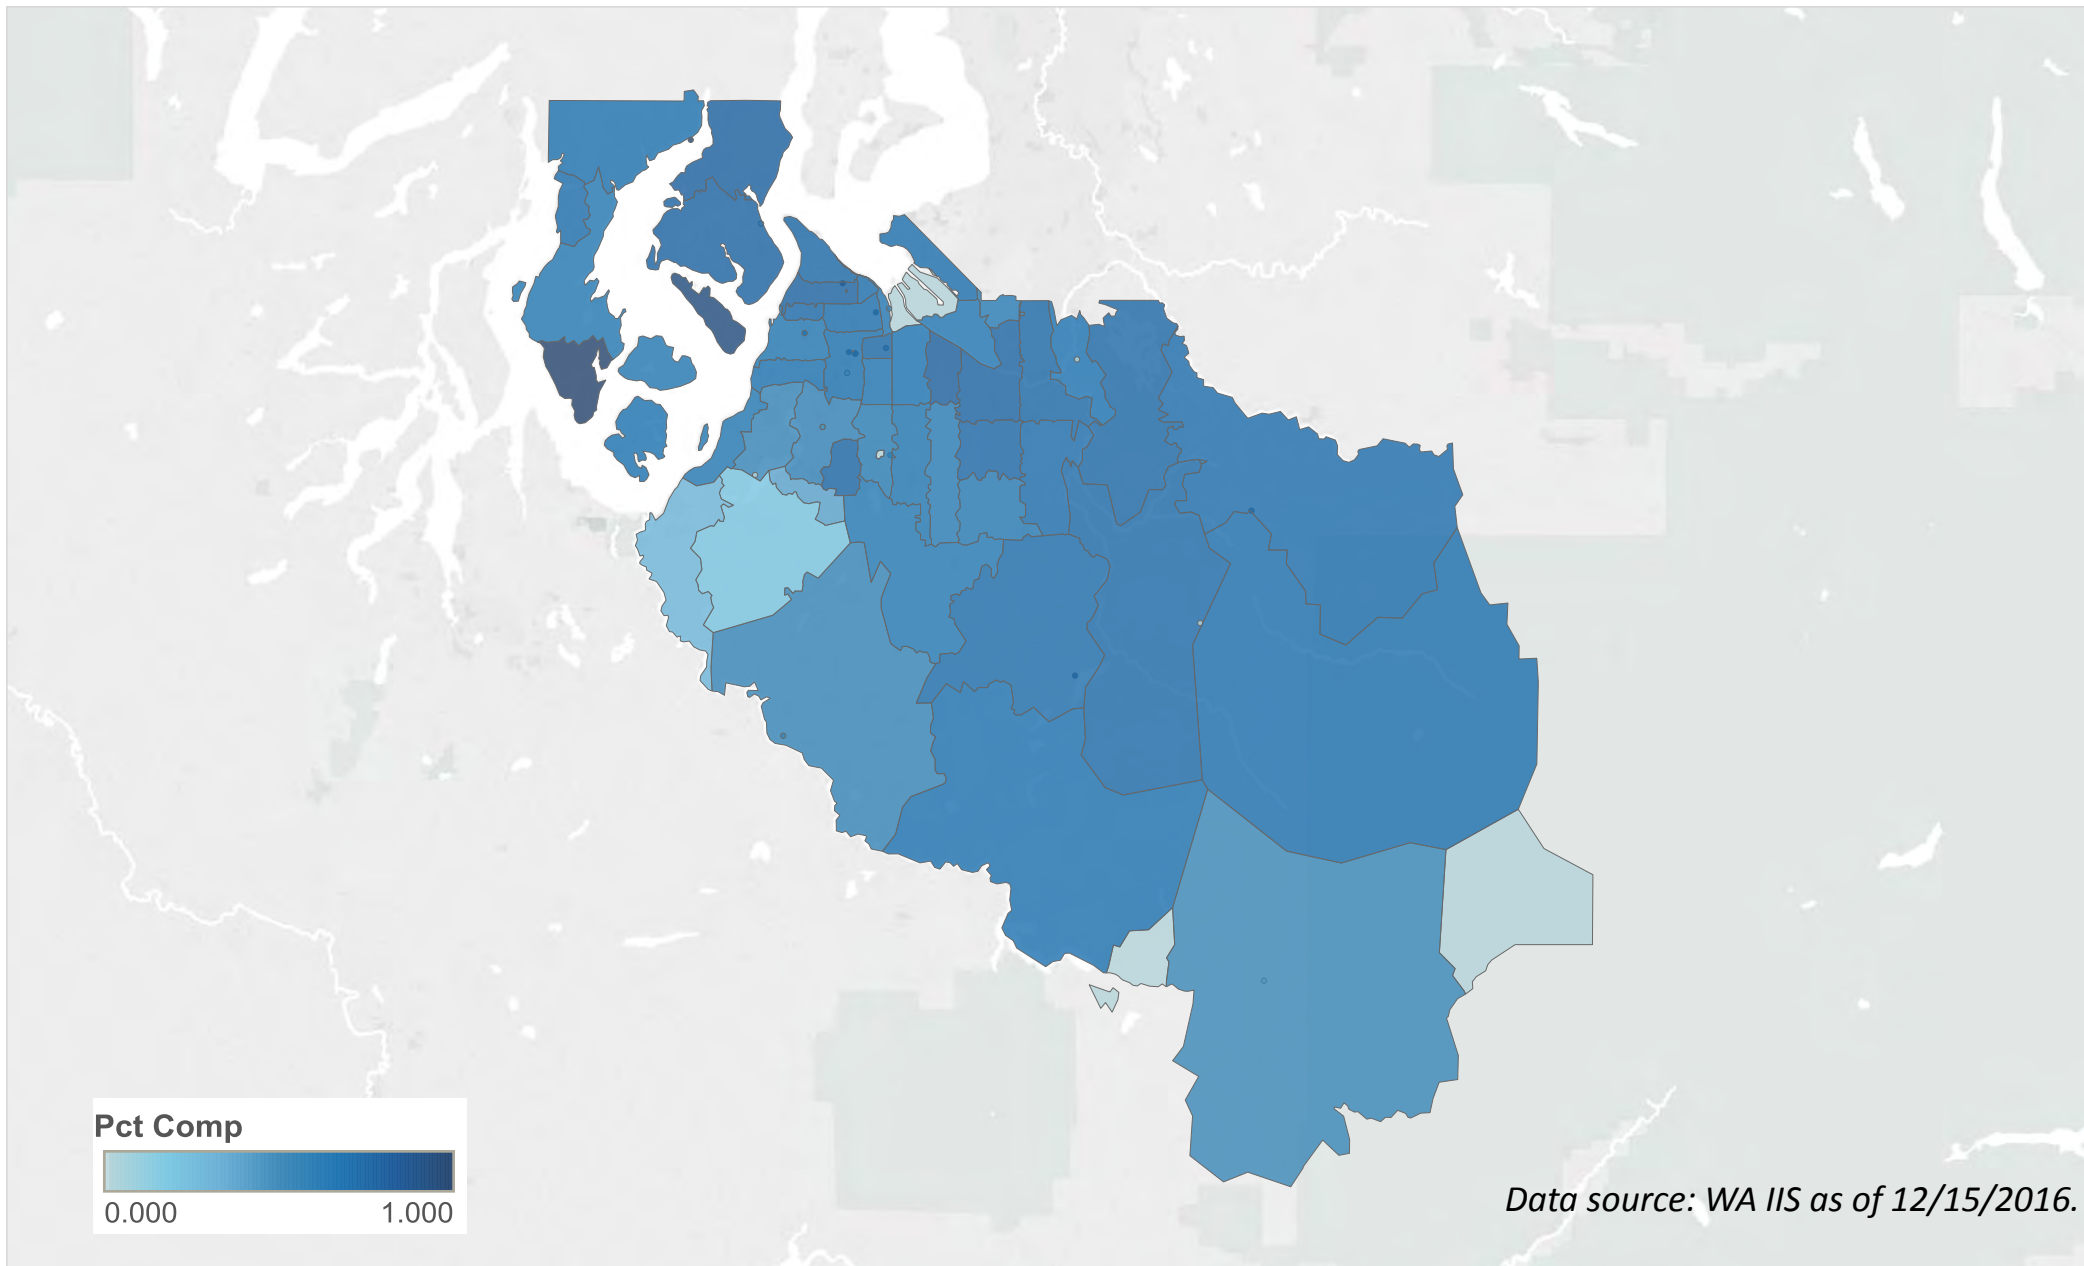 Pct Comp
0.000 1.000
Data source: WA IIS as of 12/15/2016.